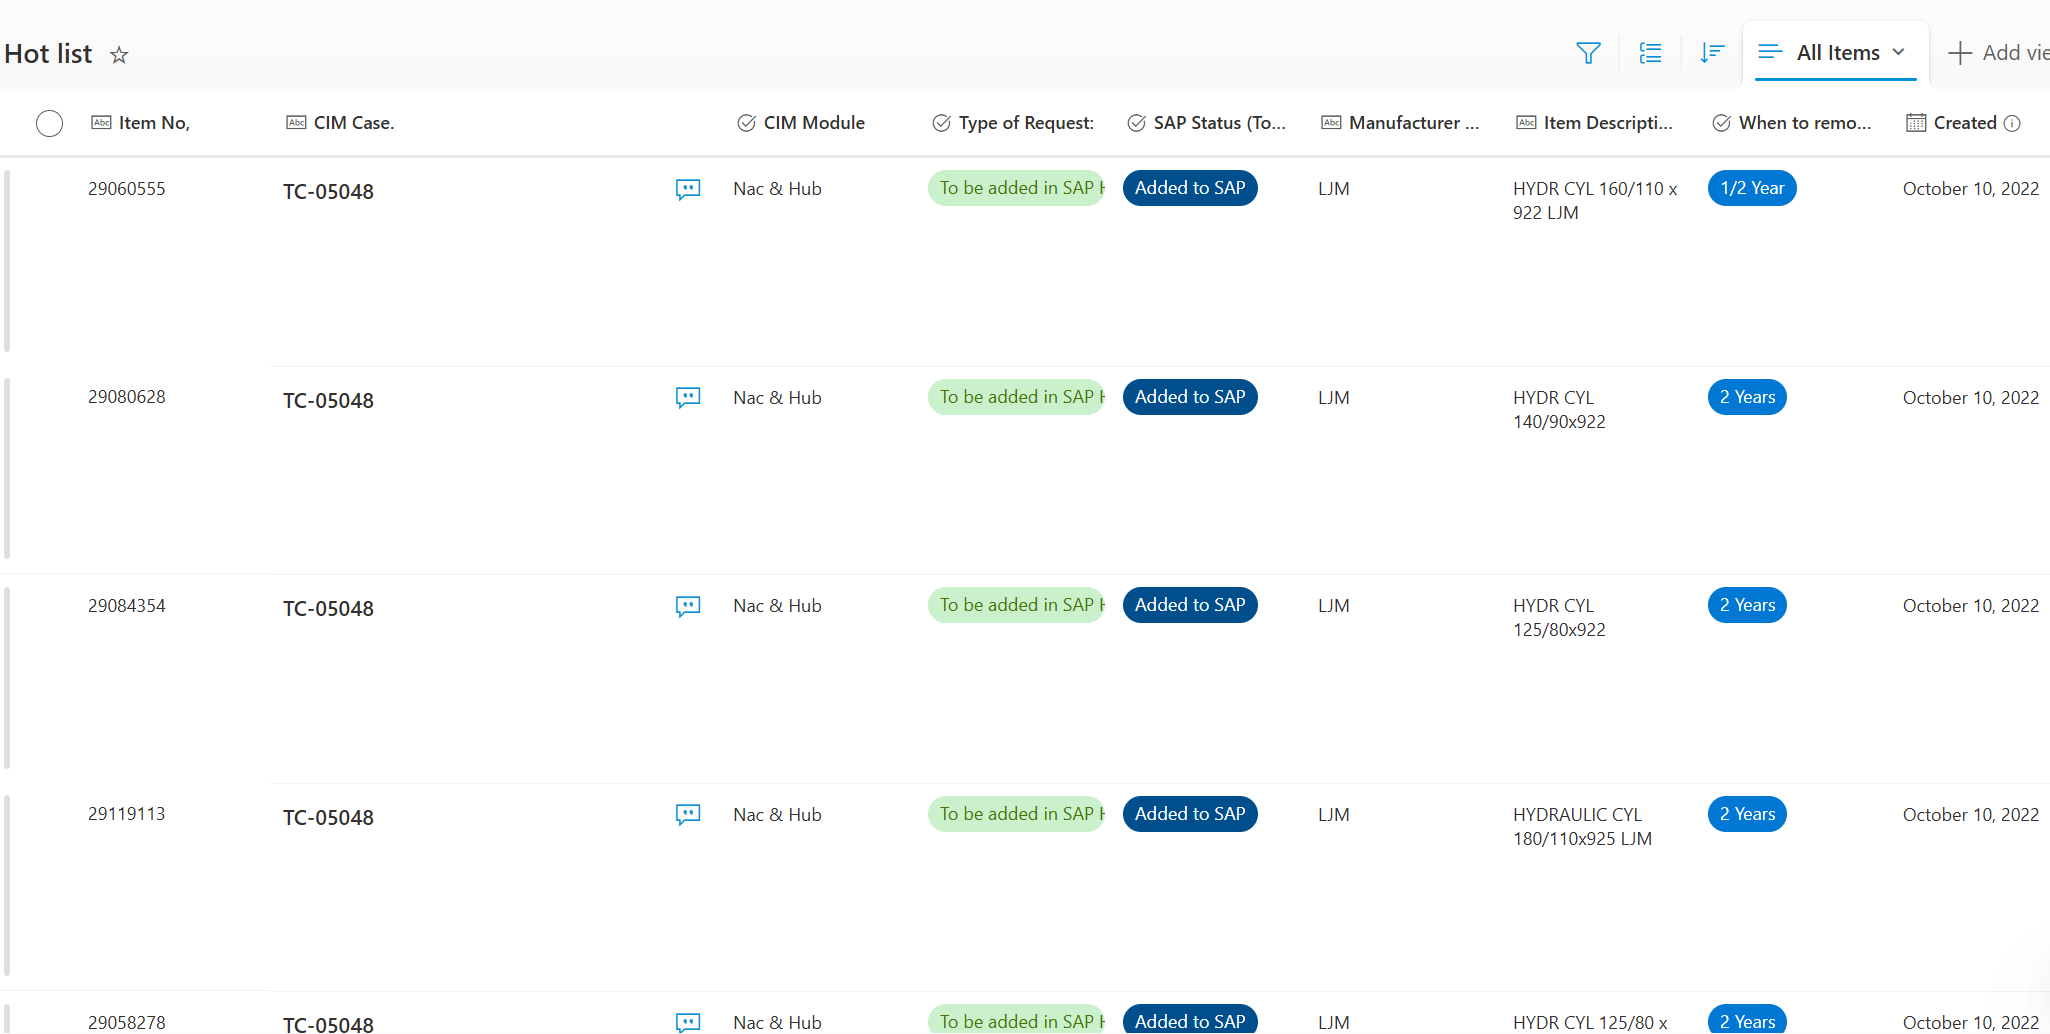 Hot list
All Items
Add vie
Item No,
CIM Case.
CIM Module
Type of Request:
SAP Status (To...
Manufacturer ...
Item Descripti...
When to remo...
Created
29060555
TC-05048
Nac & Hub
To be added in SAP H
Added to SAP
LJM
HYDR CYL 160/110 x
922 LJM
1/2 Year
October 10, 2022
29080628
TC-05048
Nac & Hub
To be added in SAP H
Added to SAP
LJM
HYDR CYL
140/90x922
2 Years
October 10, 2022
29084354
TC-05048
Nac & Hub
To be added in SAP H
Added to SAP
LJM
HYDR CYL
125/80x922
2 Years
October 10, 2022
29119113
TC-05048
Nac & Hub
To be added in SAP H
Added to SAP
LJM
HYDRAULIC CYL
180/110x925 LJM
2 Years
October 10, 2022
29058278
TC-05048
Nac & Hub
To be added in SAP H
Added to SAP
LJM
HYDR CYL 125/80 x
2 Years
October 10, 2022